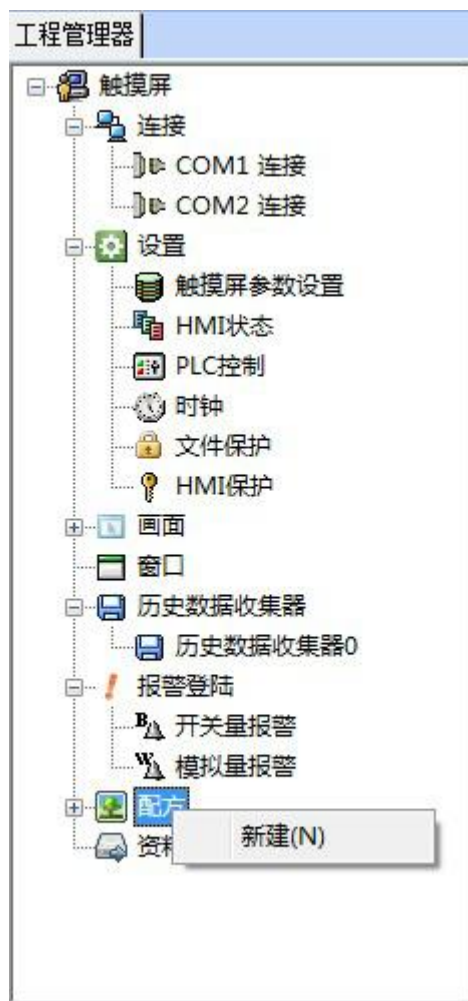 工程管理器
触摸屏
连接
COM1 连接
COM2 连接
设置
触摸屏参数设置
HMI状态
PLC控制
时钟
文件保护
HMI保护
画面
窗口
历史数据收集器
历史数据收集器0
报警登陆
开关量报警
模拟量报警
配方
新建(N)
资